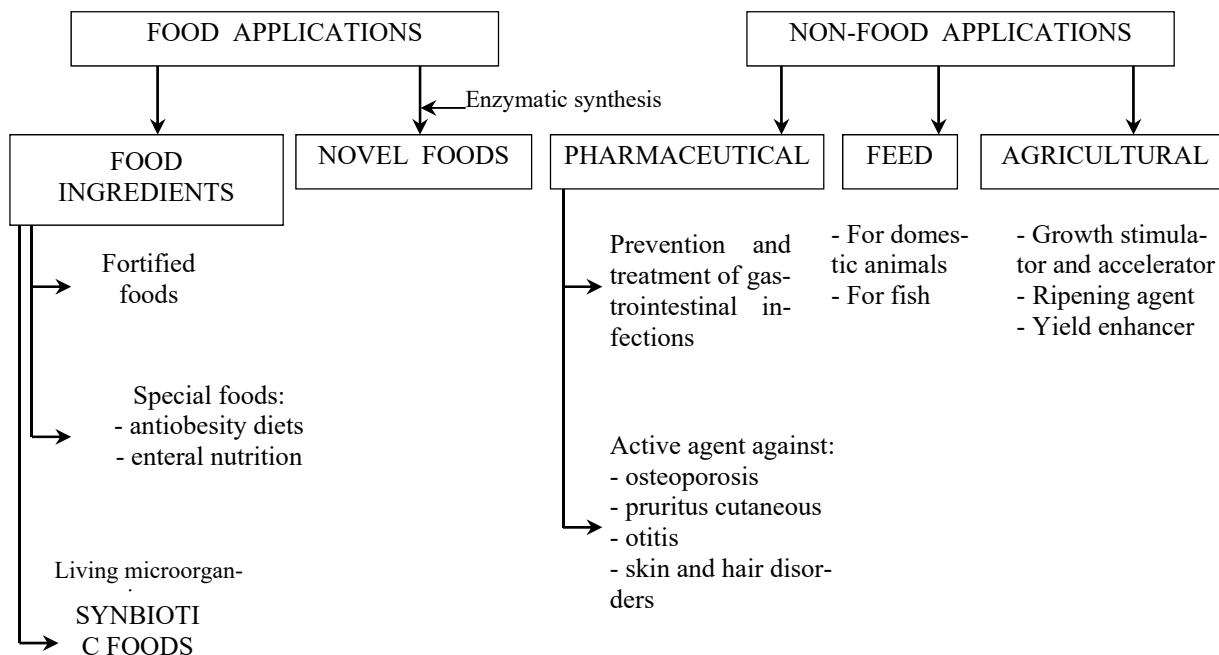 FOOD APPLICATIONS
NON-FOOD APPLICATIONS
Enzymatic synthesis
FOOD
INGREDIENTS
NOVEL FOODS
PHARMACEUTICAL
FEED
AGRICULTURAL
Fortified
foods
Special foods:
- antiobesity diets
- enteral nutrition
Living microorgan-
SYNBIOTI
C FOODS
Prevention and
treatment of gas-
trointestinal in-
fections
Active agent against:
- osteoporosis
- pruritus cutaneous
- otitis
- skin and hair disor-
ders
- For domes-
tic animals
- For fish
- Growth stimula-
tor and accelerator
- Ripening agent
- Yield enhancer